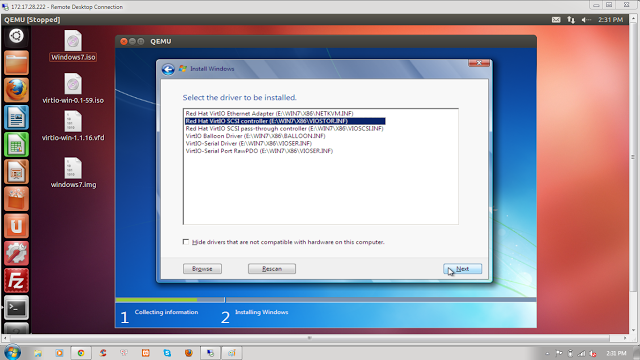 172.17.28.222 - Remote Desktop Connection
QEMU [Stopped]
2:31 PM
Windows7.iso
virtio-win-0.1-59.iso
virtio-win-1.1.16.vfd
windows7.img
QEMU
Install Windows
Select the driver to be installed.
Red Hat VirtIO Ethernet Adapter (E:\WIN7\X86\NETKVM.INF)
Red Hat VirtIO SCSI controller (E:\WIN7\X86\VIOSTOR.INF)
Red Hat VirtIO SCSI pass-through controller (E:\WIN7\X86\VIOSCSI.INF)
VirtIO Balloon Driver (E:\WIN7\X86\BALLOON.INF)
VirtIO-Serial Driver (E:\WIN7\X86\VIOSER.INF)
VirtIO-Serial Port RawPDO (E:\WIN7\X86\VIOSER.INF)
Hide drivers that are not compatible with hardware on this computer.
Browse
Rescan
Next
1 Collecting information
2 Installing Windows
2:31 PM